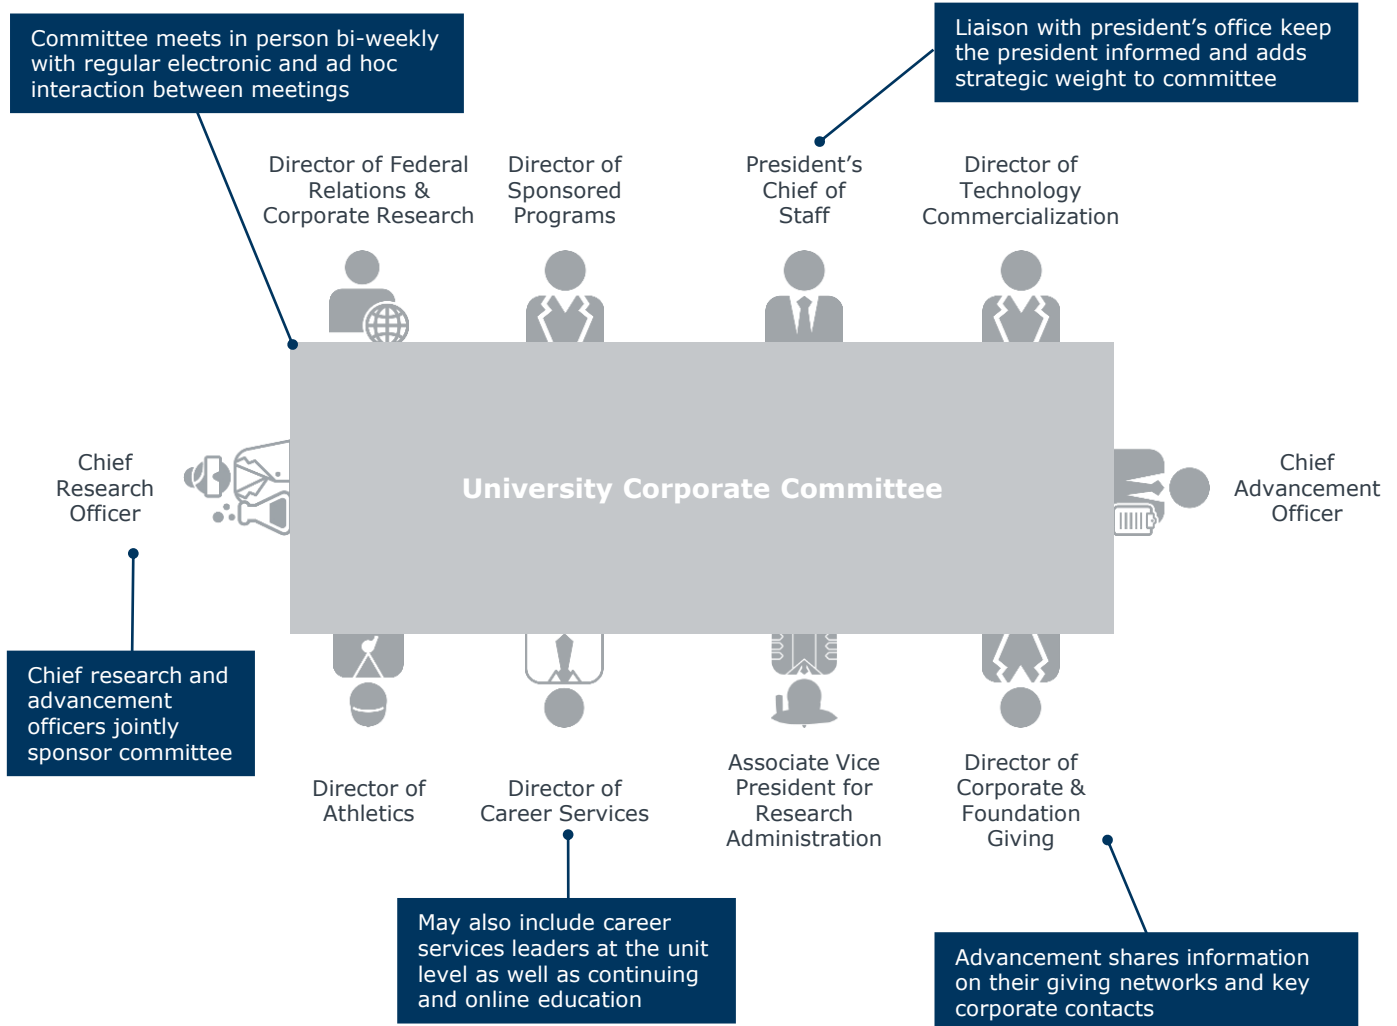 Committee meets in person bi-weekly
with regular electronic and ad hoc
interaction between meetings
Liaison with president’s office keep
the president informed and adds
strategic weight to committee
Director of Federal
Relations &
Corporate Research
Director of
Sponsored
Programs
President’s
Chief of
Staff
Director of
Technology
Commercialization
Chief
Research
Officer
University Corporate Committee
Chief
Advancement
Officer
Chief research and
advancement
officers jointly
sponsor committee
Director of
Athletics
Director of
Career Services
Associate Vice
President for
Research
Administration
Director of
Corporate &
Foundation
Giving
May also include career
services leaders at the unit
level as well as continuing
and online education
Advancement shares information
on their giving networks and key
corporate contacts